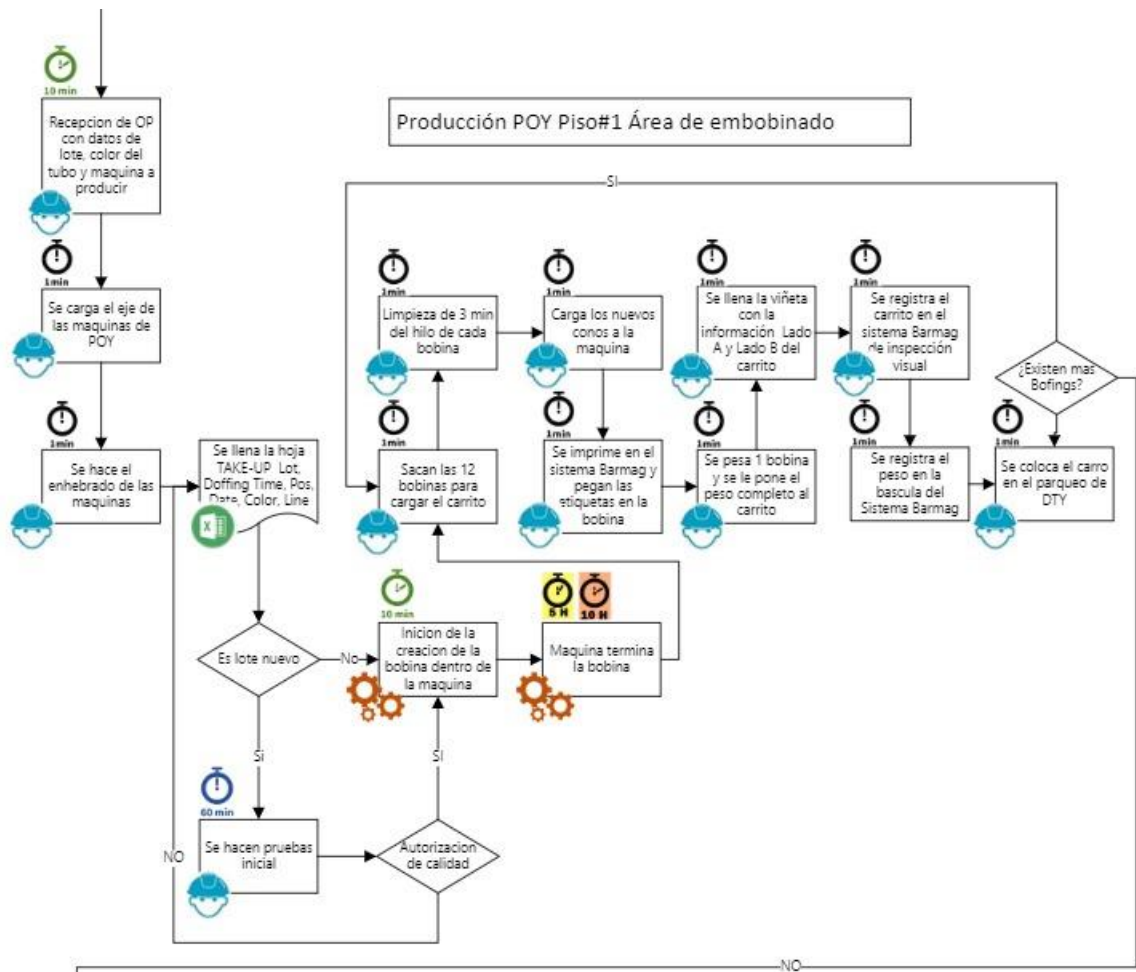 10 min
Recepcion de OP
con datos de
lote, color del
tubo y maquina a
producir
Producción POY Piso#1 Área de embobinado
SI
1min
Se carga el eje de
las maquinas de
POY
1min
Limpieza de 3 min
del hilo de cada
bobina
1min
Carga los nuevos
conos a la
maquina
1min
Se llena la viñeta
con la
información Lado
A y Lado B del
carrito
1min
Se registra el
carrito en el
sistema Barmag
de inspección
visual
¿Existen mas
Bofings?
1min
Se hace el
enhebrado de las
maquinas
Se llena la hoja
TAKE-UP Lot,
Doffing Time, Pos,
Date, Color, Line
1min
Sacan las 12
bobinas para
cargar el carrito
1min
Se imprime en el
sistema Barmag y
pegan las
etiquetas en la
bobina
1min
Se pesa 1 bobina
y se le pone el
peso completo al
carrito
1min
Se registra el
peso en la
bascula del
Sistema Barmag
1min
Se coloca el carro
en el parqueo de
DTY
Es lote nuevo
No
10 min
Inicion de la
creacion de la
bobina dentro de
la maquina
5 H
10 H
Maquina termina
la bobina
Si
SI
60 min
Se hacen pruebas
inicial
Autorizacion
de calidad
NO
NO